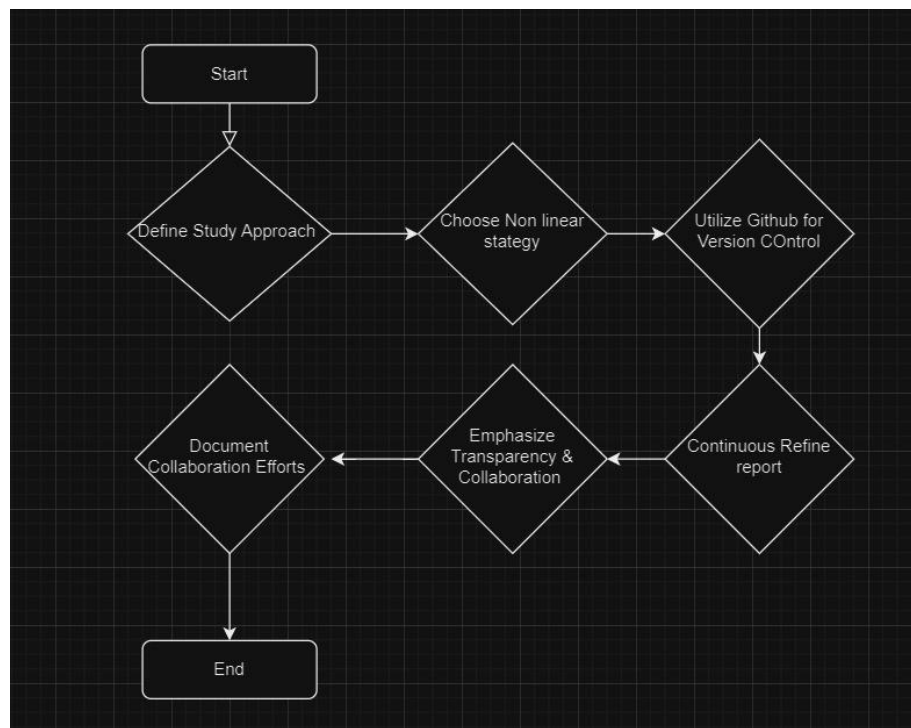 Start
Define Study Approach
Choose Non linear
stategy
Utilize Github for
Version COntrol
Continuous Refine
report
Emphasize
Transparency &
Collaboration
Document
Collaboration Efforts
End